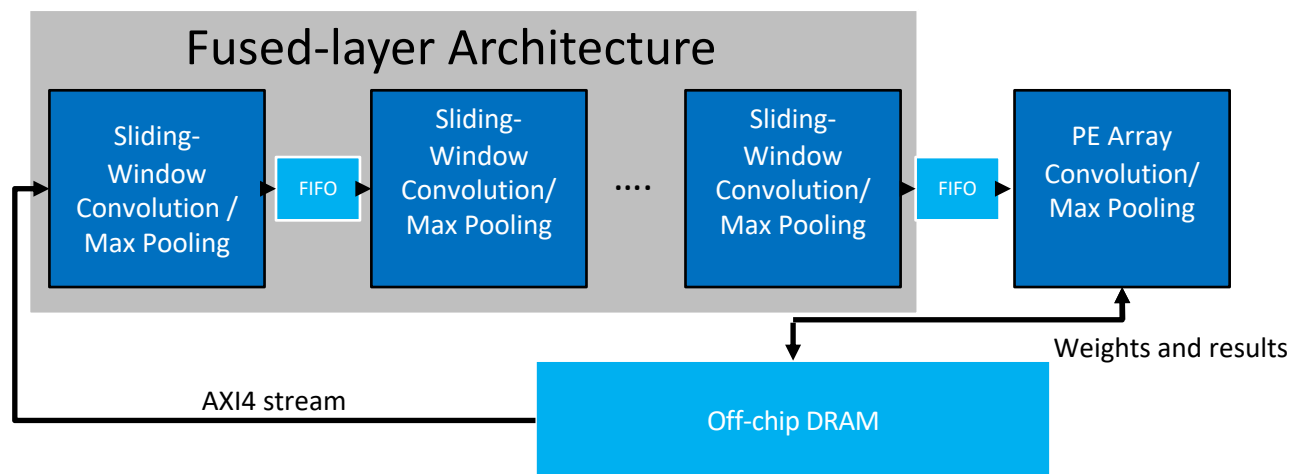 Fused-layer Architecture
Sliding-
Window
Convolution /
Max Pooling
FIFO
Sliding-
Window
Convolution/
Max Pooling
....
Sliding-
Window
Convolution/
Max Pooling
FIFO
PE Array
Convolution/
Max Pooling
Weights and results
AXI4 stream
Off-chip DRAM